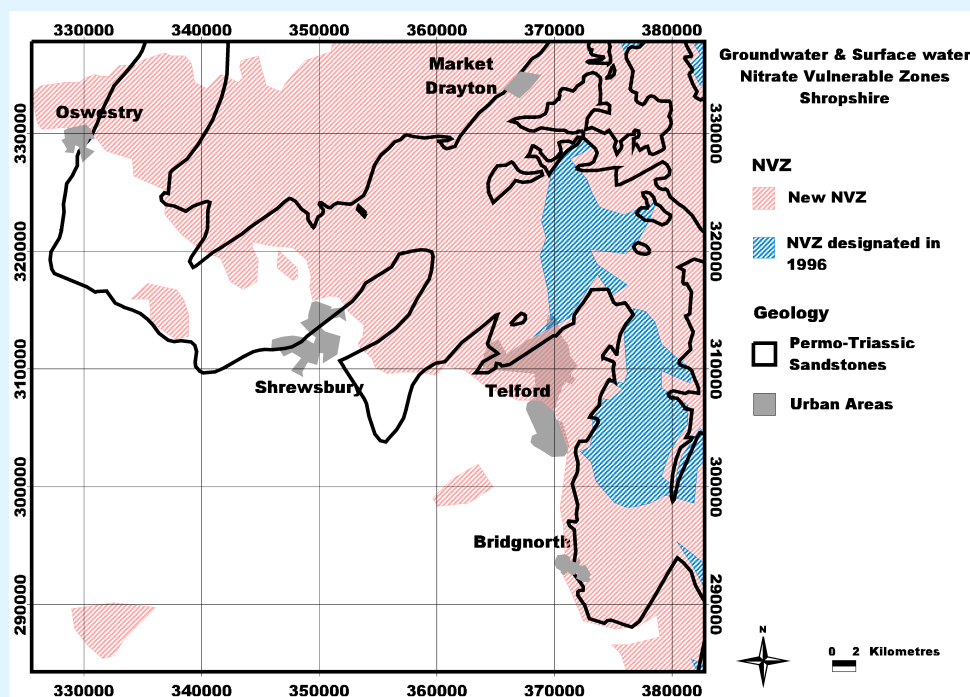 330000 340000 350000 360000 370000 380000
Groundwater & Surface water
Nitrate Vulnerable Zones
Shropshire
Market
Drayton
Oswestry
330000
330000
NVZ
New NVZ
NVZ designated in
1996
320000
320000
Geology
Permo-Triassic
Sandstones
310000
310000
Shrewsbury
Telford
Urban Areas
300000
300000
Bridgnorth
290000
290000
N
0 2 Kilometres
330000 340000 350000 360000 370000 380000